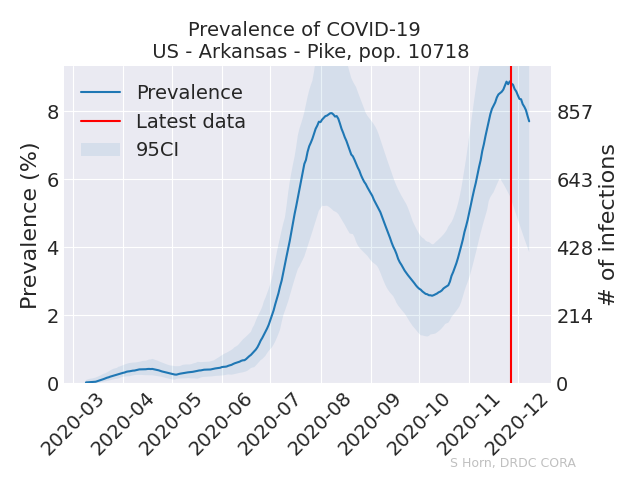 Prevalence of COVID-19
US - Arkansas - Pike, pop. 10718
Prevalence
Latest data
95CI
Prevalence (%)
8
6
4
2
0
857
643
428
214
0
# of infections
2020-03
2020-04
2020-05
2020-06
2020-07
2020-08
2020-09
2020-10
2020-11
2020-12
S Horn, DRDC CORA